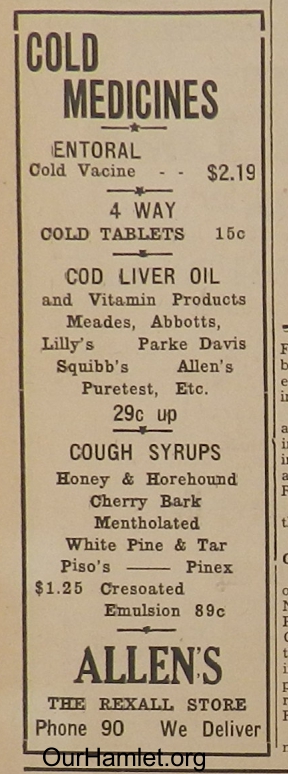 COLD
MEDICINES
ENTORAL
Cold Vacine - - $2.19
4 WAY
COLD TABLETS 15c
COD LIVER OIL
and Vitamin Products
Meades, Abbotts,
Lilly's Parke Davis
Squibb's Allen's
Puretest, Etc.
29c up
COUGH SYRUPS
Honey & Horehound
Cherry Bark
Mentholated
White Pine & Tar
Piso's —— Pinex
$1.25 Cresoated
Emulsion 89c
ALLEN'S
THE REXALL STORE
Phone 90 We Deliver
OurHamlet.org